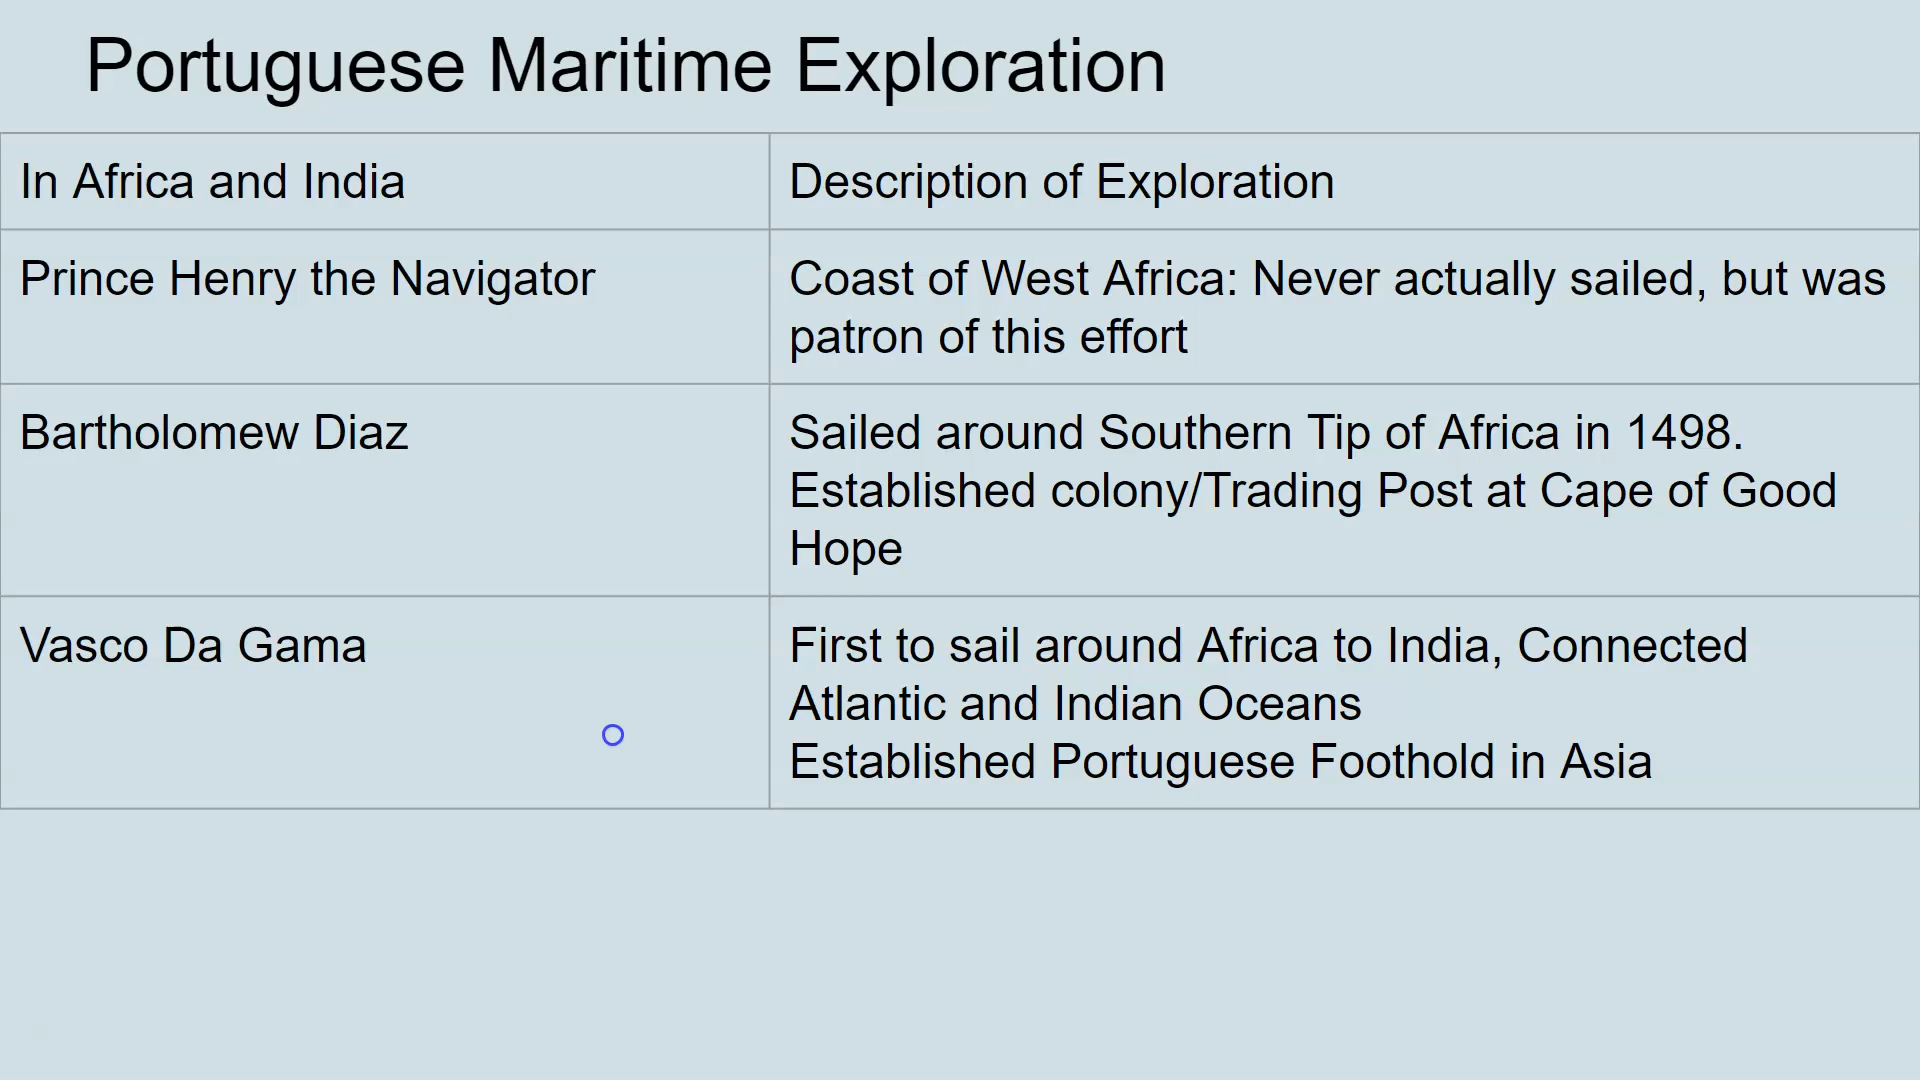 Portuguese Maritime Exploration
In Africa and India
Description of Exploration
Prince Henry the Navigator
Coast of West Africa: Never actually sailed, but was
patron of this effort
Bartholomew Diaz
Sailed around Southern Tip of Africa in 1498.
Established colony/Trading Post at Cape of Good
Hope
Vasco Da Gama
First to sail around Africa to India, Connected
Atlantic and Indian Oceans
Established Portuguese Foothold in Asia